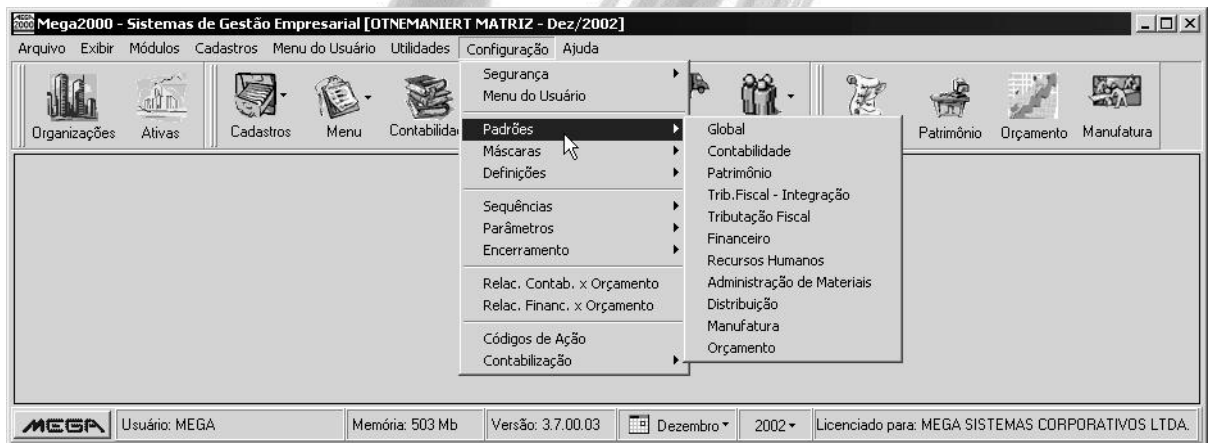 Mega2000 - Sistemas de Gestão Empresarial [OTNEMANIERT MATRIZ - Dez/2002]
Arquivo Exibir Módulos Cadastros Menu do Usuário Utilidades Configuração Ajuda
Organizações Ativas Cadastros Menu Patrimônio Orçamento Manufatura
Segurança
Menu do Usuário
Padrões
Máscaras
Definições
Sequências
Parâmetros
Encerramento
Relac. Contab. x Orçamento
Relac. Financ. x Orçamento
Códigos de Ação
Contabilização
Global
Contabilidade
Patrimônio
Trib.Fiscal - Integração
Tributação Fiscal
Financeiro
Recursos Humanos
Administração de Materiais
Distribuição
Manufatura
Orçamento
MEGA Usuário: MEGA Memória: 503 Mb Versão: 3.7.00.03 Dezembro 2002 Licenciado para: MEGA SISTEMAS CORPORATIVOS LTDA.